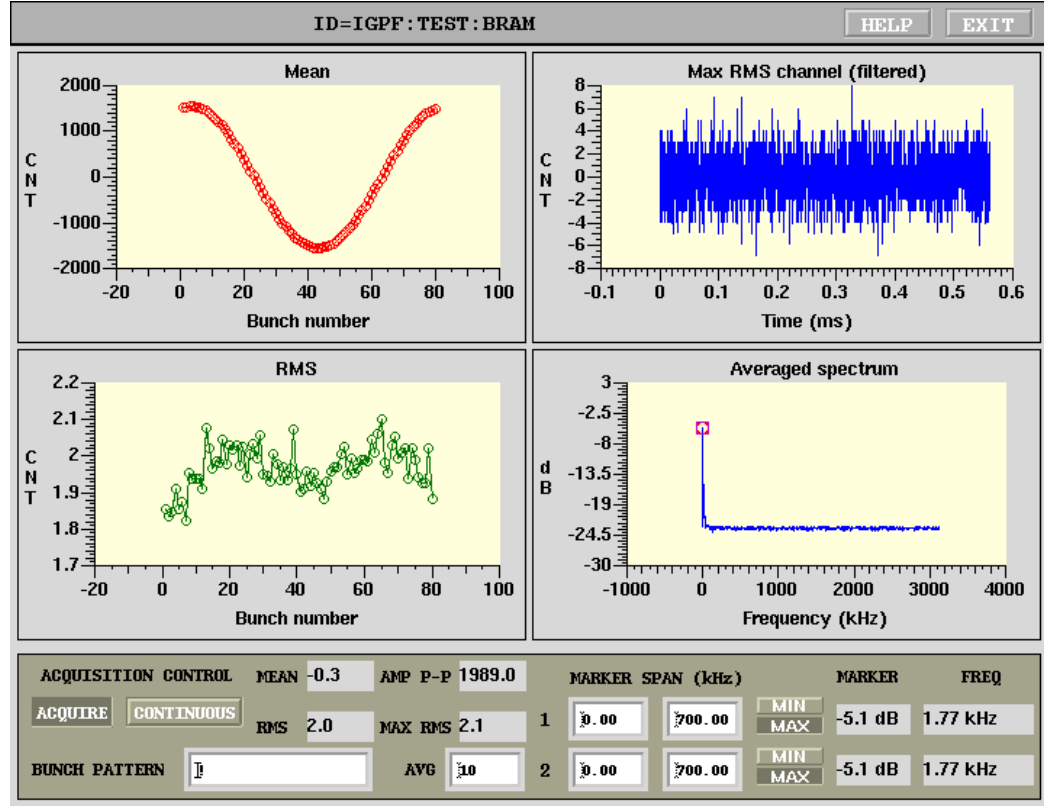 ID=IGPF:TEST:BRAM
HELP
EXIT
Mean
2000
1000
0
-1000
-2000
CNT
-20 0 20 40 60 80 100
Bunch number
Max RMS channel (filtered)
8
6
4
2
0
-2
-4
-6
-8
CNT
-0.1 0 0.1 0.2 0.3 0.4 0.5 0.6
Time (ms)
RMS
2.2
2.1
2
1.9
1.8
1.7
CNT
-20 0 20 40 60 80 100
Bunch number
Averaged spectrum
3
-2.5
-8
-13.5
-19
-24.5
-30
dB
-1000 0 1000 2000 3000 4000
Frequency (kHz)
ACQUISITION CONTROL MEAN -0.3 AMP P-P 1989.0 MARKER SPAN (kHz) MARKER FREQ
ACQUIRE CONTINUOUS RMS 2.0 MAX RMS 2.1 1 0.00 700.00 MIN MAX -5.1 dB 1.77 kHz
BUNCH PATTERN AVG 10 2 0.00 700.00 MIN MAX -5.1 dB 1.77 kHz